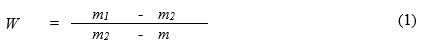 m1 - m2
W = (1)
m2 - m